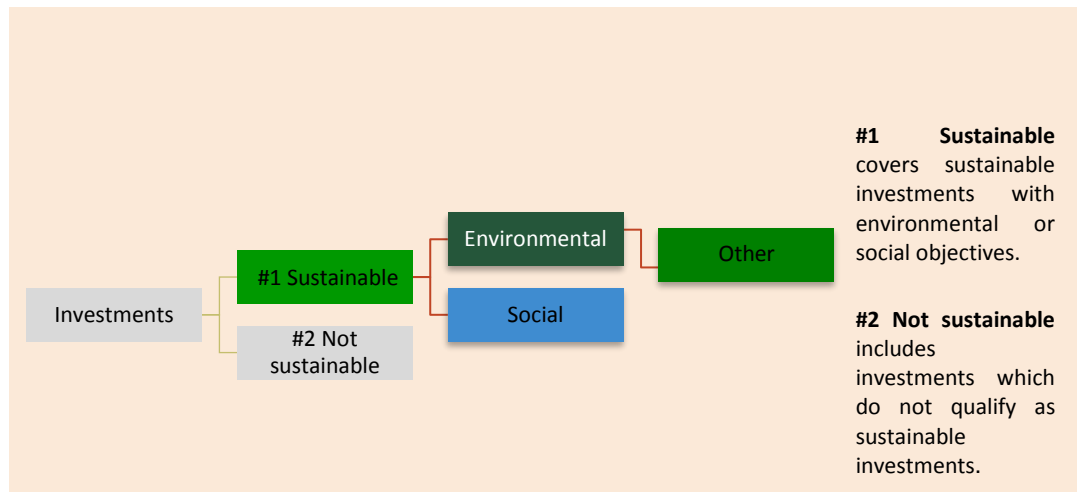 Investments
#1 Sustainable
#2 Not
sustainable
Environmental
Social
Other
#1 Sustainable
covers sustainable
investments with
environmental or
social objectives.
#2 Not sustainable
includes
investments which
do not qualify as
sustainable
investments.